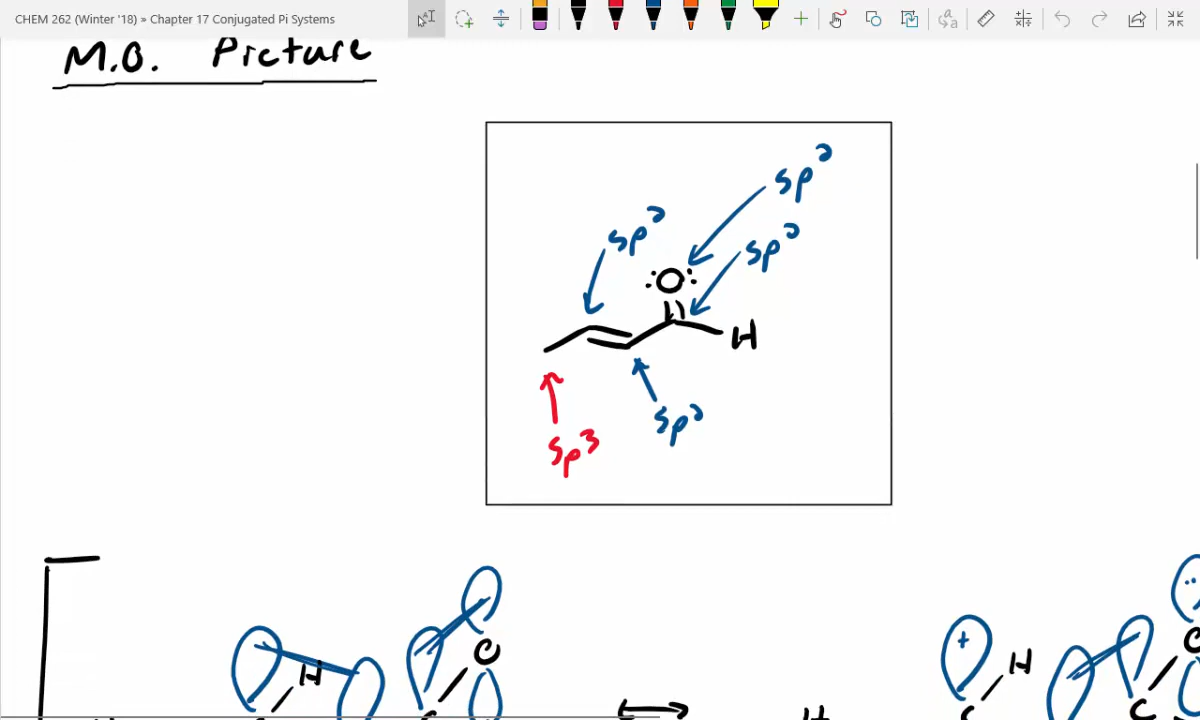 CHEM 262 (Winter '18) » Chapter 17 Conjugated Pi Systems
M.O. Picture
sp²
sp²
sp²
:O:
H
sp²
sp³
H
H